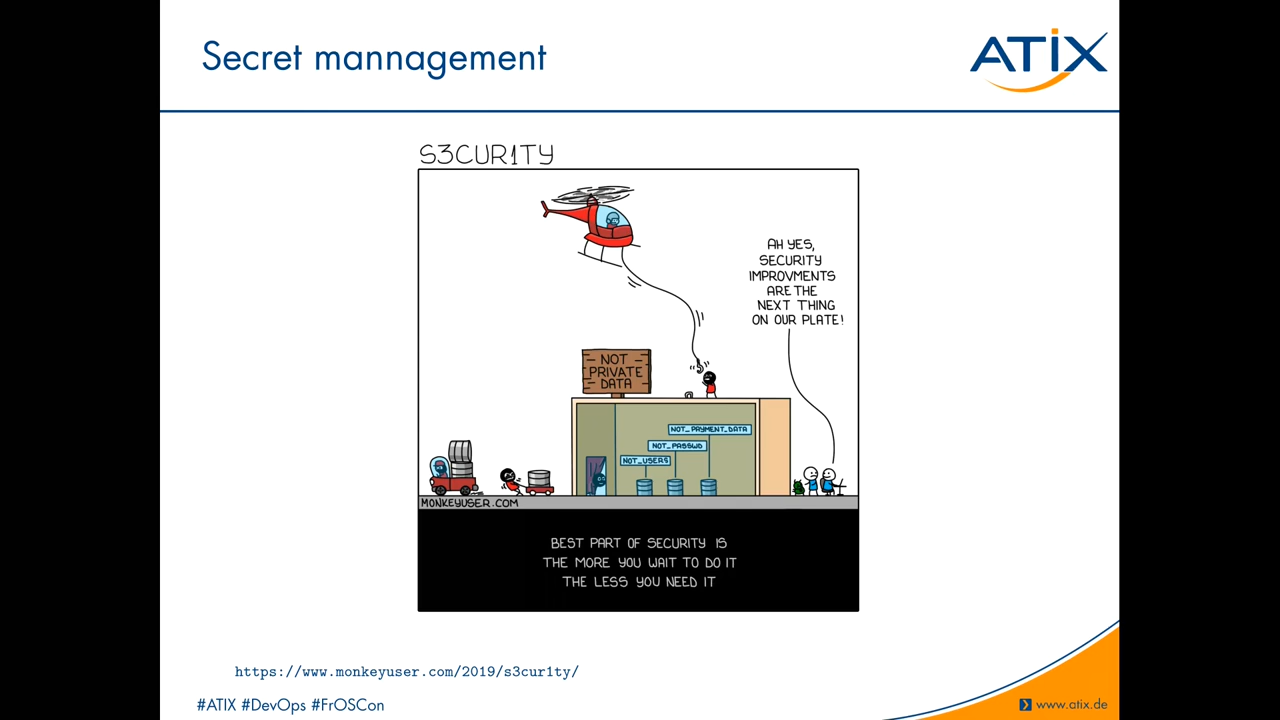 Secret mannagement
ATIX
S3CUR1TY
AH YES,
SECURITY
IMPROVMENTS
ARE THE
NEXT THING
ON OUR PLATE!
NOT
PRIVATE
DATA
NOT_PAYMENT_DATA
NOT_PASSWD
NOT_USERS
MONKEYUSER.COM
BEST PART OF SECURITY IS
THE MORE YOU WAIT TO DO IT
THE LESS YOU NEED IT
https://www.monkeyuser.com/2019/s3cur1ty/
#ATIX #DevOps #FrOSCon
www.atix.de